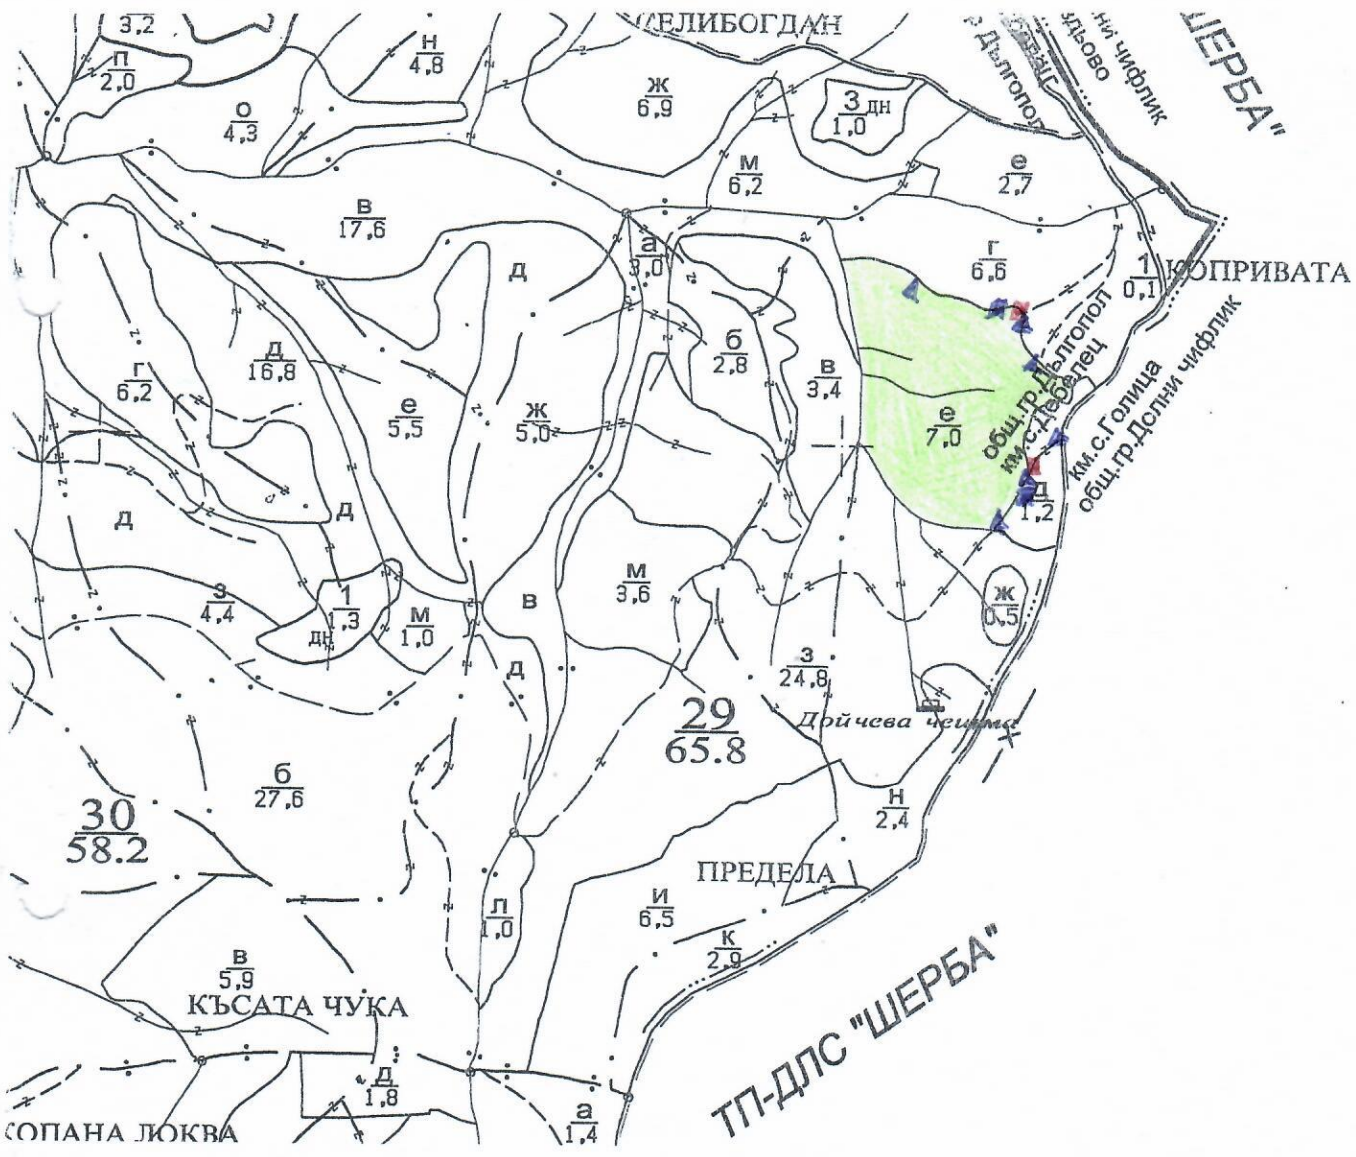 3,2
п
2,0
н
4,8
ЕЛИБОГДАН
ж
6,9
З дн
1,0
о
4,3
м
6,2
е
2,7
"ШЕРБА"
в
17,6
д
а
3,0
г
6,6
1
0,1
КОПРИВАТА
общ.гр.Дългопол
км.с.Дебелец
км.с.Голица
общ.гр.Долни чифлик
г
6,2
д
16,8
е
5,5
ж
5,0
б
2,8
в
3,4
е
7,0
д
1,2
д
д
з
4,4
1
1,3
дн
м
1,0
в
м
3,6
ж
0,5
д
з
24,8
Дойчева чешма
29
65.8
б
27,6
30
58.2
н
2,4
ПРЕДЕЛА
и
6,5
к
2,9
л
1,0
в
5,9
КЪСАТА ЧУКА
ТП-ДЛС "ШЕРБА"
д
1,8
а
1,4
КОПАНА ЛОКВА